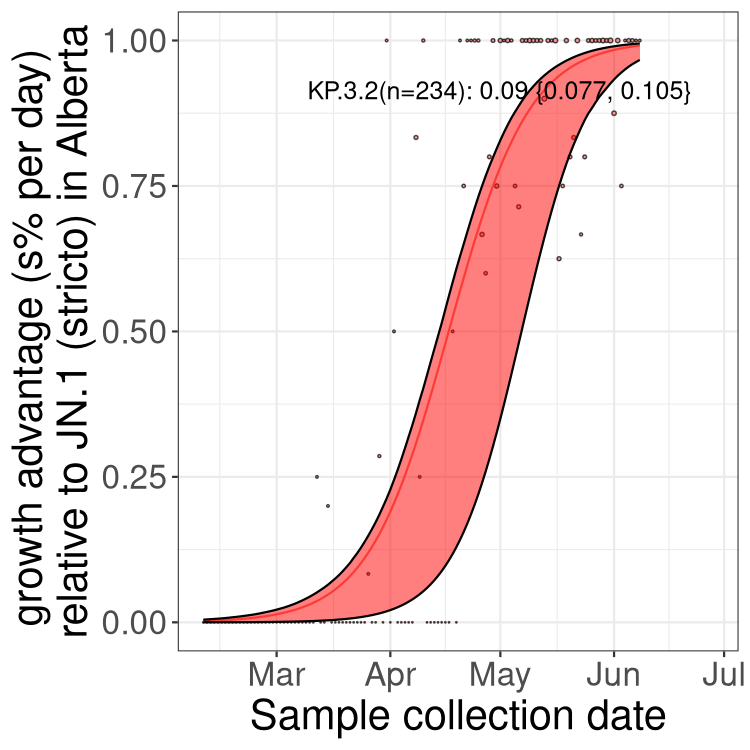 growth advantage (s% per day)
relative to JN.1 (stricto) in Alberta
1.00
0.75
0.50
0.25
0.00
KP.3.2(n=234): 0.09 {0.077, 0.105}
Mar Apr May Jun Jul
Sample collection date